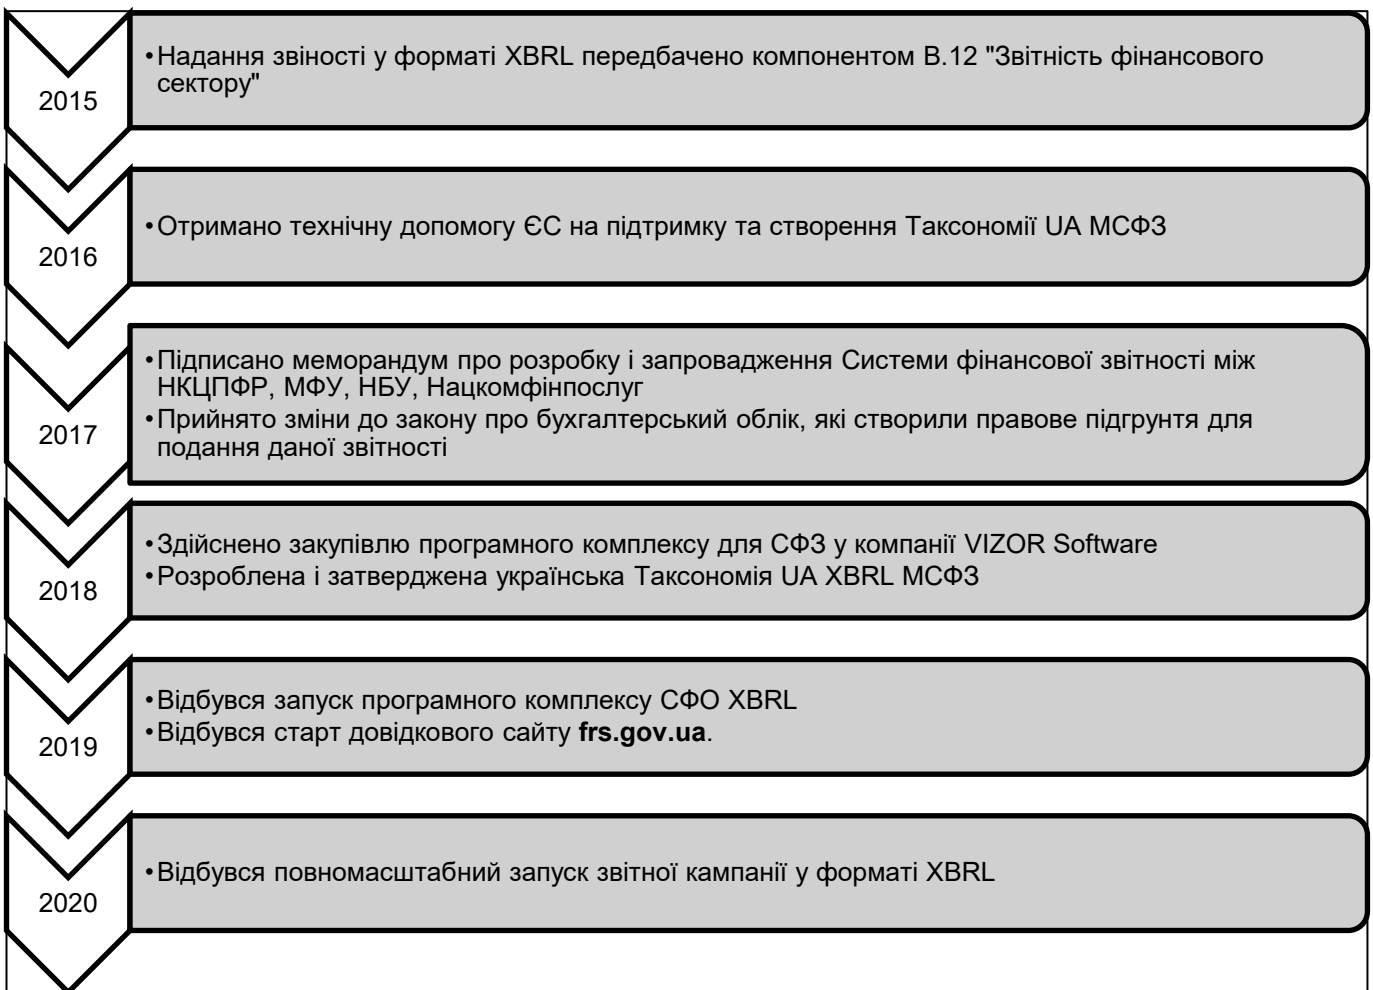 2015
•Надання звіності у форматі XBRL передбачено компонентом В.12 "Звітність фінансового
сектору"
2016
•Отримано технічну допомогу ЄС на підтримку та створення Таксономії UA МСФЗ
2017
•Підписано меморандум про розробку і запровадження Системи фінансової звітності між
НКЦПФР, МФУ, НБУ, Нацкомфінпослуг
•Прийнято зміни до закону про бухгалтерський облік, які створили правове підгрунтя для
подання даної звітності
2018
•Здійснено закупівлю програмного комплексу для СФЗ у компанії VIZOR Software
•Розроблена і затверджена українська Таксономія UA XBRL МСФЗ
2019
•Відбувся запуск програмного комплексу СФО XBRL
•Відбувся старт довідкового сайту frs.gov.ua.
2020
•Відбувся повномасштабний запуск звітної кампанії у форматі XBRL